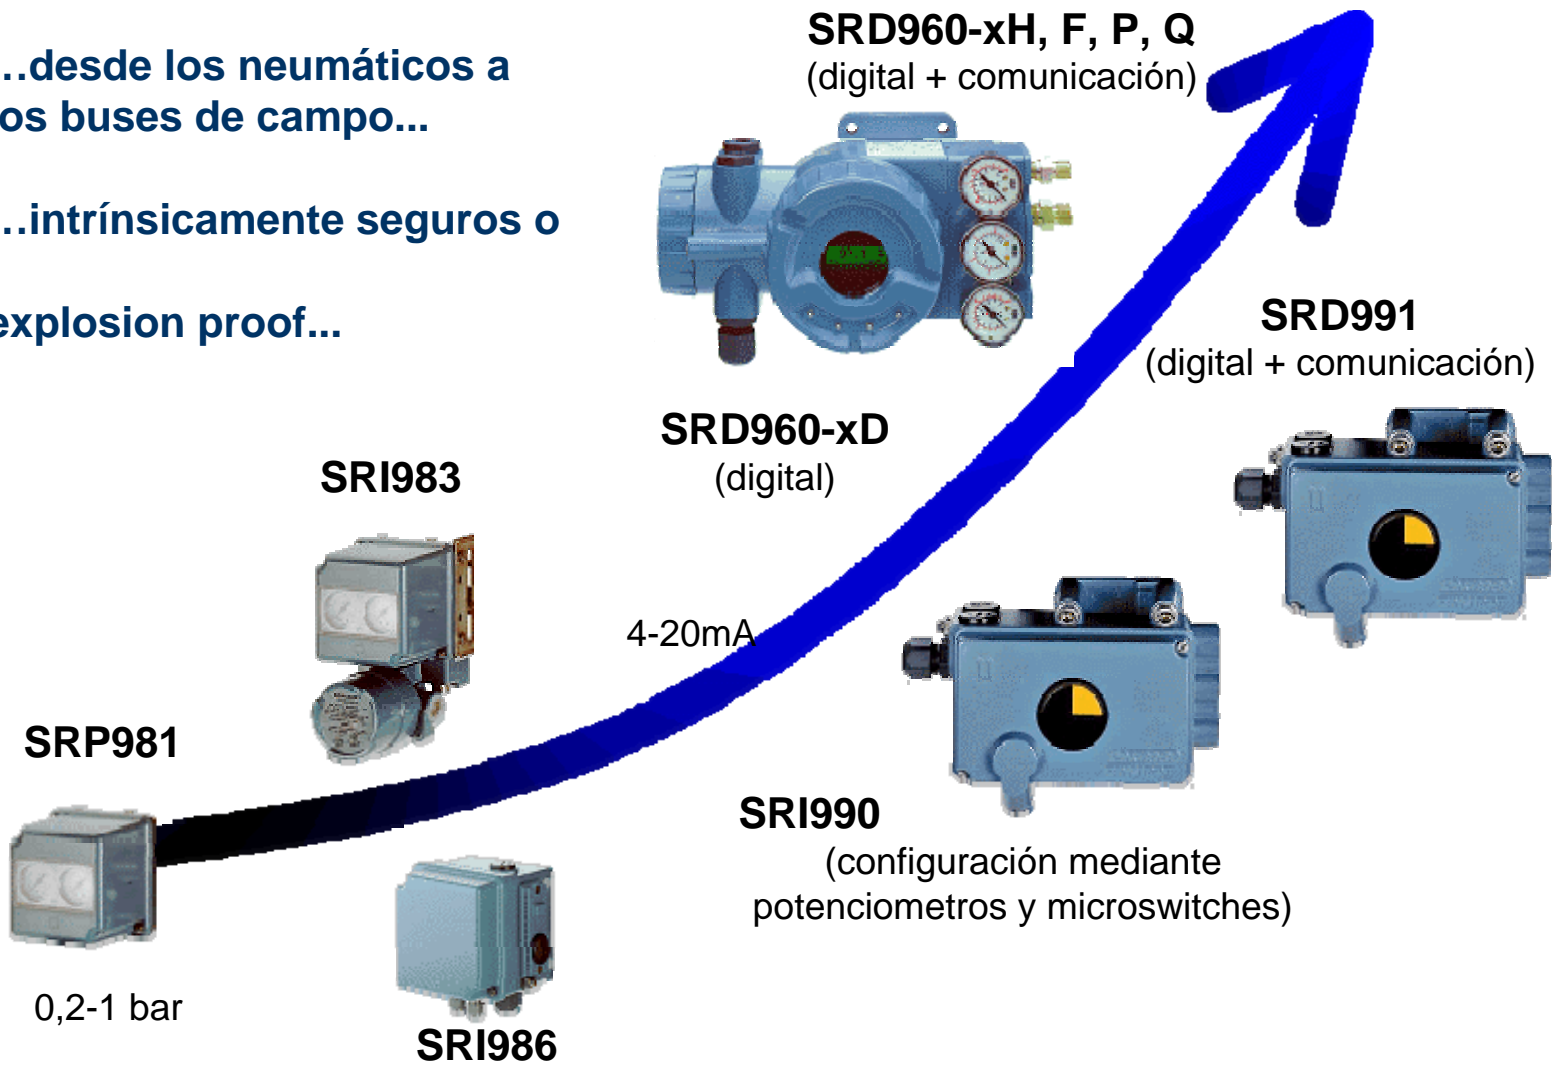 …desde los neumáticos a
os buses de campo...
…intrínsicamente seguros o
explosion proof...
SRD960-xH, F, P, Q
(digital + comunicación)
SRD991
(digital + comunicación)
SRD960-xD
(digital)
SRI983
4-20mA
SRP981
SRI990
(configuración mediante
potenciometros y microswitches)
0,2-1 bar
SRI986